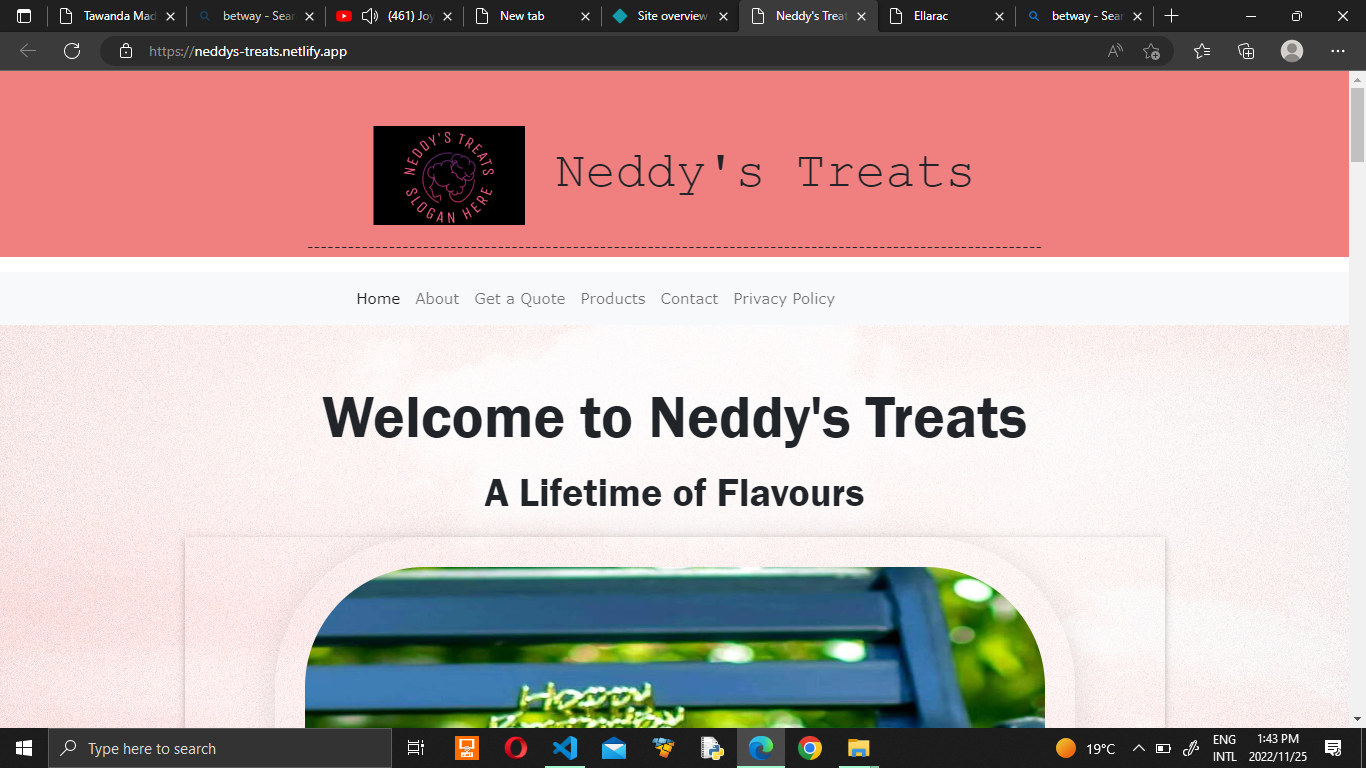 Tawanda Mad
betway - Sear
(461) Joy
New tab
Site overview
Neddy's Treat
Ellarac
betway - Sear
https://neddys-treats.netlify.app
NEDDY'S TREATS
SLOGAN HERE
Neddy's Treats
Home About Get a Quote Products Contact Privacy Policy
Welcome to Neddy's Treats
A Lifetime of Flavours
Happy
Type here to search
19°C
ENG
INTL
1:43 PM
2022/11/25